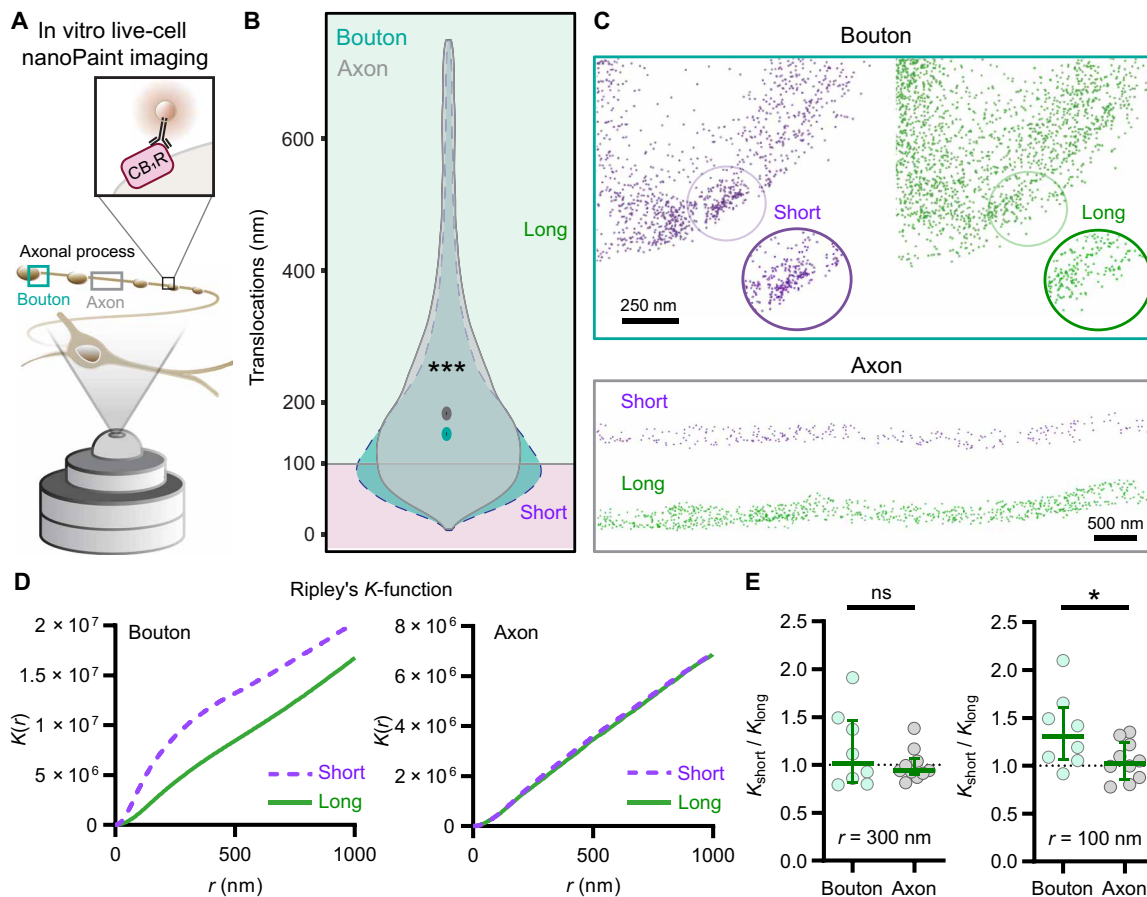 A
In vitro live-cell
nanoPaint imaging
CB₁R
Axonal process
Bouton
Axon
B
Bouton
Axon
Translocations (nm)
600
400
200
100
0
Long
***
Short
C
Bouton
Short
Long
250 nm
Axon
Short
Long
500 nm
D
Ripley's K-function
Bouton
K(r)
2 × 10⁷
1.5 × 10⁷
1 × 10⁷
5 × 10⁶
0
Short
Long
0 500 1000
r (nm)
Axon
K(r)
8 × 10⁶
6 × 10⁶
4 × 10⁶
2 × 10⁶
0
Short
Long
0 500 1000
r (nm)
E
ns
Kshort / Klong
2.5
2.0
1.5
1.0
0.5
0.0
r = 300 nm
Bouton Axon
*
Kshort / Klong
2.5
2.0
1.5
1.0
0.5
0.0
r = 100 nm
Bouton Axon